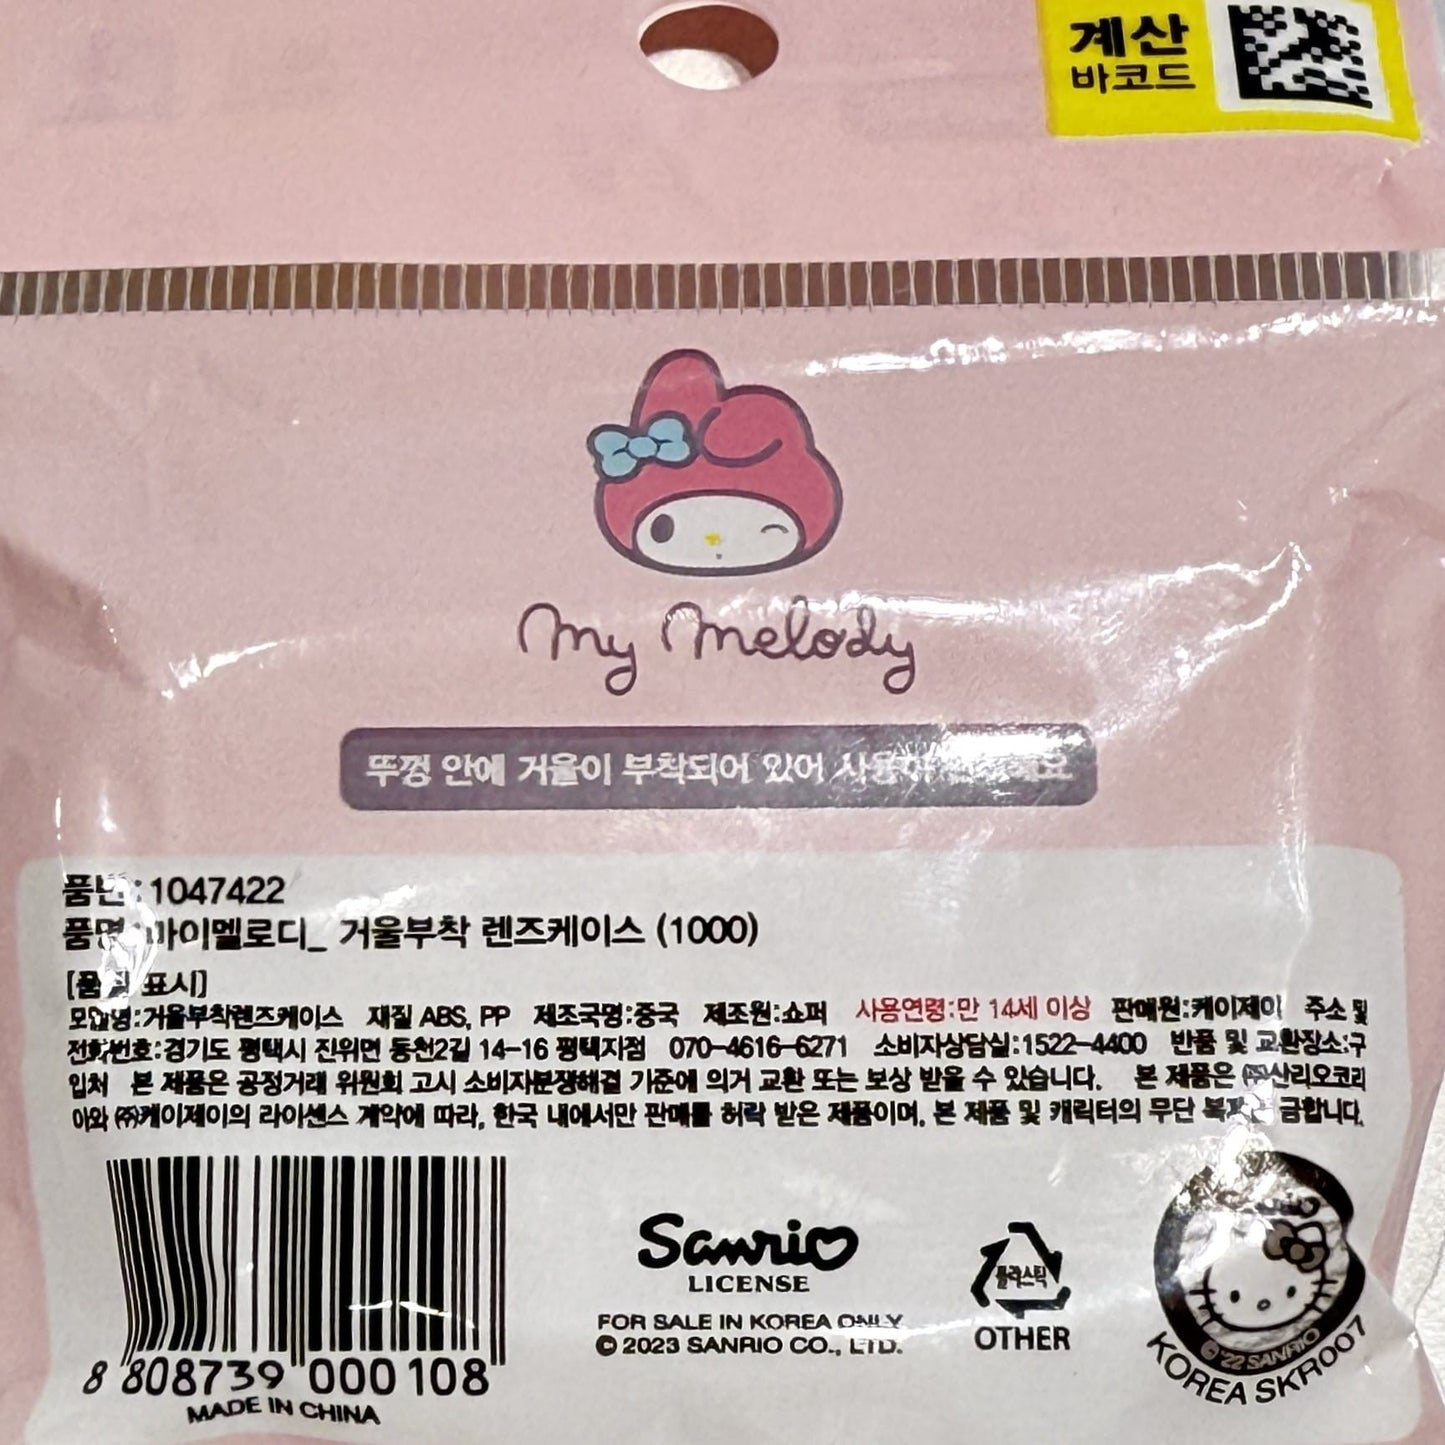 계산
바코드
My Melody
뚜껑 안에 거울이 부착되어 있어
품번:1047422
품명:마이멜로디_ 거울부착 렌즈케이스 (1000)
[품질 표시]
모델명:거울부착렌즈케이스 재질 ABS, PP 제조국명:중국 제조원:쇼퍼 사용연령:만 14세 이상 판매원:케이제이 주소 및
전화번호:경기도 평택시 진위면 동천2길 14-16 평택지점 070-4616-6271 소비자상담실:1522-4400 반품 및 교환장소:구
입처 본 제품은 공정거래 위원회 고시 소비자분쟁해결 기준에 의거 교환 또는 보상 받을 수 있습니다. 본 제품은 ㈜산리오코리
아와 ㈜케이제이의 라이센스 계약에 따라, 한국 내에서만 판매를 허락 받은 제품이며, 본 제품 및 캐릭터의 무단
8 808739 000108
MADE IN CHINA
Sanrio
LICENSE
FOR SALE IN KOREA ONLY
© 2023 SANRIO CO., LTD.
플라스틱
OTHER
© '22 SANRIO
KOREA SKR007